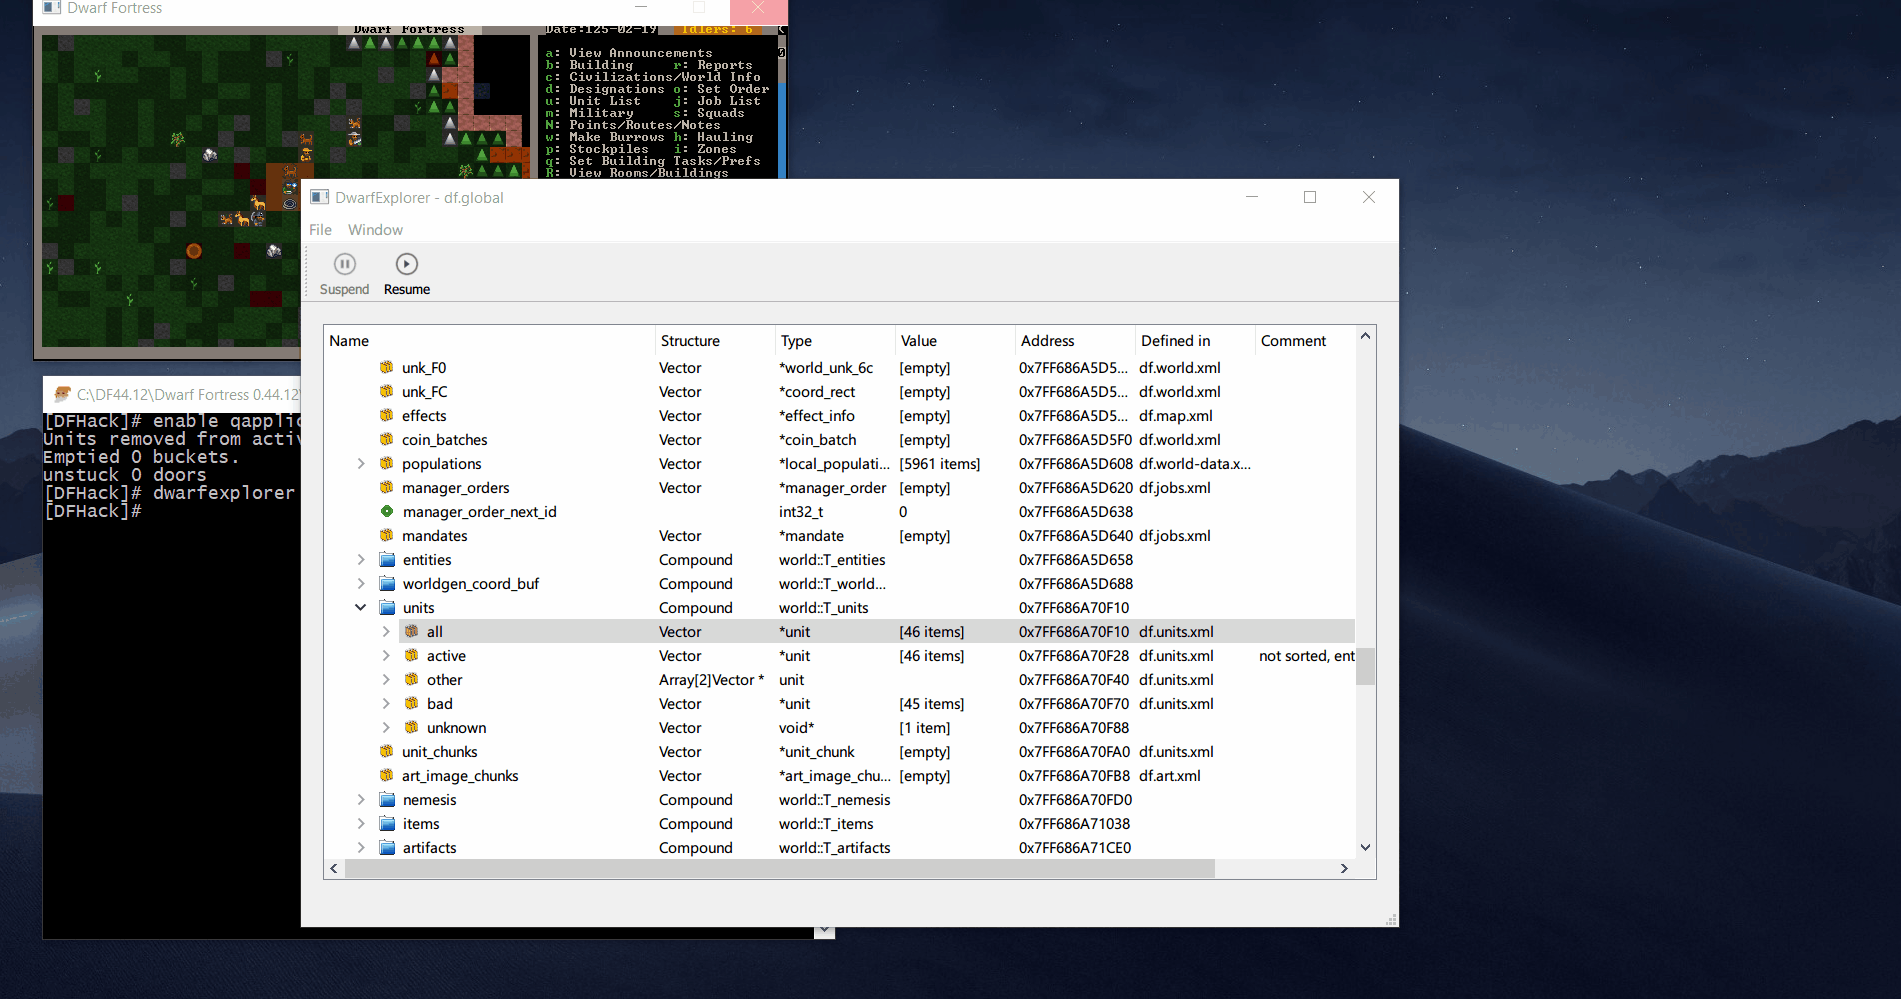 Dwarf Fortress
Dwarf Fortress
Date:125-02-19 Idlers: 6
a: View Announcements
b: Building r: Reports
c: Civilizations/World Info
d: Designations o: Set Order
u: Unit List j: Job List
m: Military s: Squads
N: Points/Routes/Notes
w: Make Burrows h: Hauling
p: Stockpiles i: Zones
q: Set Building Tasks/Prefs
R: View Rooms/Buildings
C:\DF44.12\Dwarf Fortress 0.44.12\
[DFHack]# enable qapplic
Units removed from activ
Emptied 0 buckets.
unstuck 0 doors
[DFHack]# dwarfexplorer
[DFHack]#
DwarfExplorer - df.global
File Window
Suspend Resume
Name Structure Type Value Address Defined in Comment
unk_F0 Vector *world_unk_6c [empty] 0x7FF686A5D5... df.world.xml
unk_FC Vector *coord_rect [empty] 0x7FF686A5D5... df.world.xml
effects Vector *effect_info [empty] 0x7FF686A5D5... df.map.xml
coin_batches Vector *coin_batch [empty] 0x7FF686A5D5F0 df.world.xml
populations Vector *local_populati... [5961 items] 0x7FF686A5D608 df.world-data.x...
manager_orders Vector *manager_order [empty] 0x7FF686A5D620 df.jobs.xml
manager_order_next_id int32_t 0 0x7FF686A5D638
mandates Vector *mandate [empty] 0x7FF686A5D640 df.jobs.xml
entities Compound world::T_entities 0x7FF686A5D658
worldgen_coord_buf Compound world::T_world... 0x7FF686A5D688
units Compound world::T_units 0x7FF686A70F10
all Vector *unit [46 items] 0x7FF686A70F10 df.units.xml
active Vector *unit [46 items] 0x7FF686A70F28 df.units.xml not sorted, ent
other Array[2]Vector * unit 0x7FF686A70F40 df.units.xml
bad Vector *unit [45 items] 0x7FF686A70F70 df.units.xml
unknown Vector void* [1 item] 0x7FF686A70F88
unit_chunks Vector *unit_chunk [empty] 0x7FF686A70FA0 df.units.xml
art_image_chunks Vector *art_image_chu... [empty] 0x7FF686A70FB8 df.art.xml
nemesis Compound world::T_nemesis 0x7FF686A70FD0
items Compound world::T_items 0x7FF686A71038
artifacts Compound world::T_artifacts 0x7FF686A71CE0